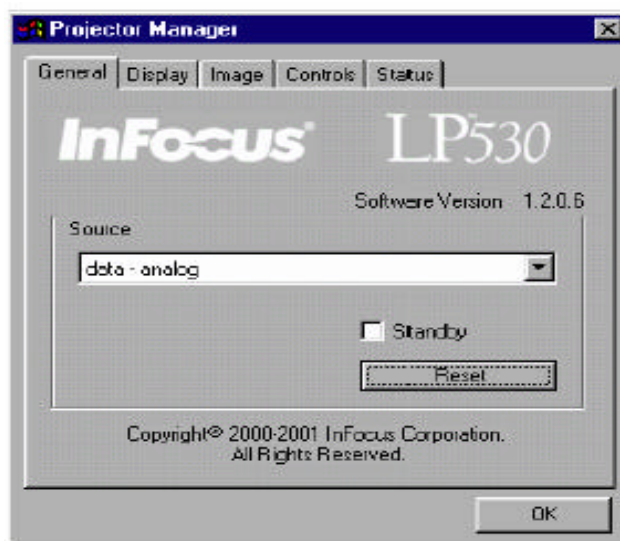 Projector Manager
General Display Image Controls Status
InFocus® LP530
Software Version 1.2.0.6
Source
data - analog
Standby
Reset
Copyright© 2000-2001 InFocus Corporation.
All Rights Reserved.
OK